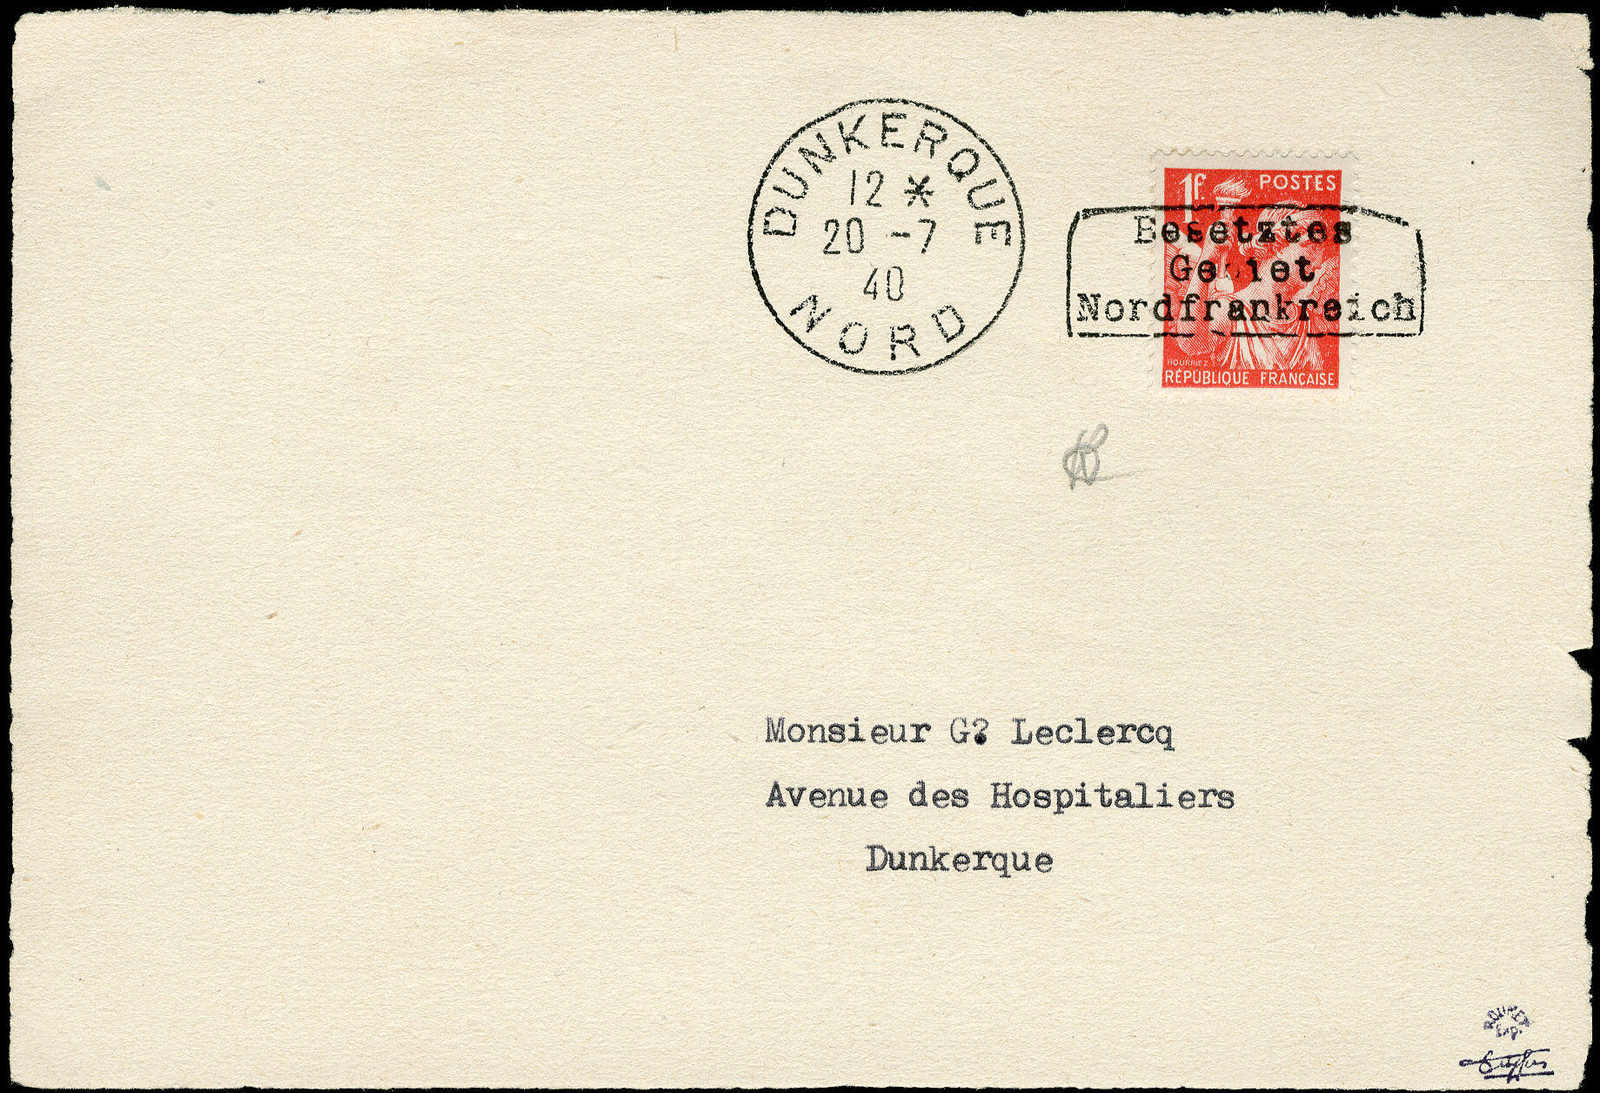 DUNKERQUE
12 *
20 -7
40
NORD
1f. POSTES
Besetztes
Gebiet
Nordfrankreich
RÉPUBLIQUE FRANÇAISE
Monsieur G? Leclercq
Avenue des Hospitaliers
Dunkerque